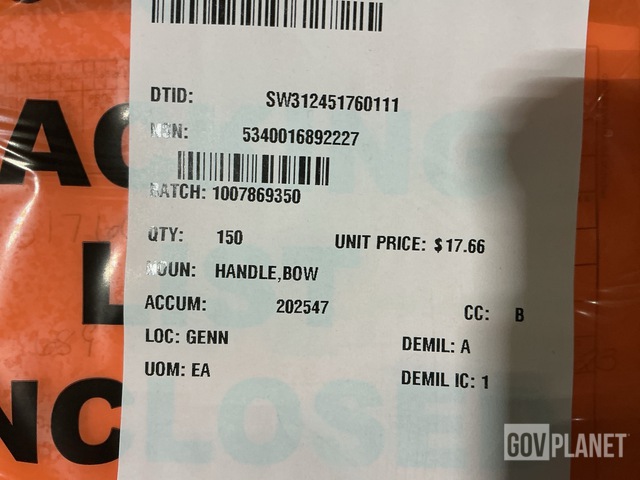 DTID: SW312451760111
NSN: 5340016892227
BATCH: 1007869350
QTY: 150 UNIT PRICE: $17.66
NOUN: HANDLE,BOW
ACCUM: 202547 CC: B
LOC: GENN DEMIL: A
UOM: EA DEMIL IC: 1
GOVPLANET